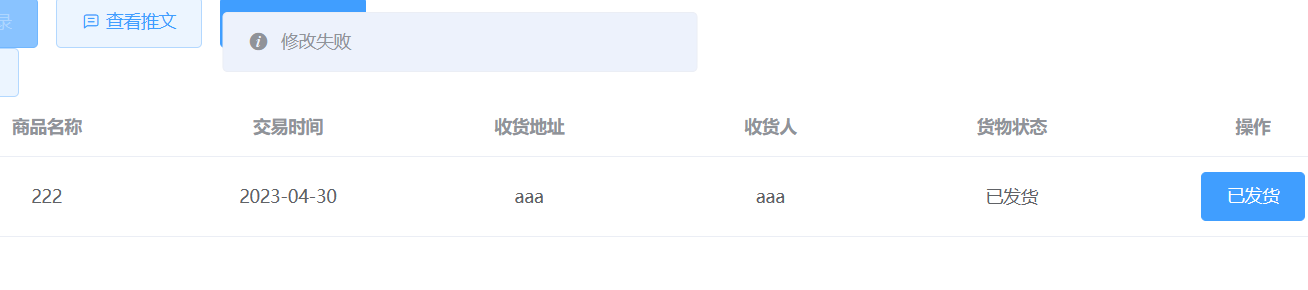 录
查看推文
修改失败
商品名称 交易时间 收货地址 收货人 货物状态 操作
222 2023-04-30 aaa aaa 已发货 已发货